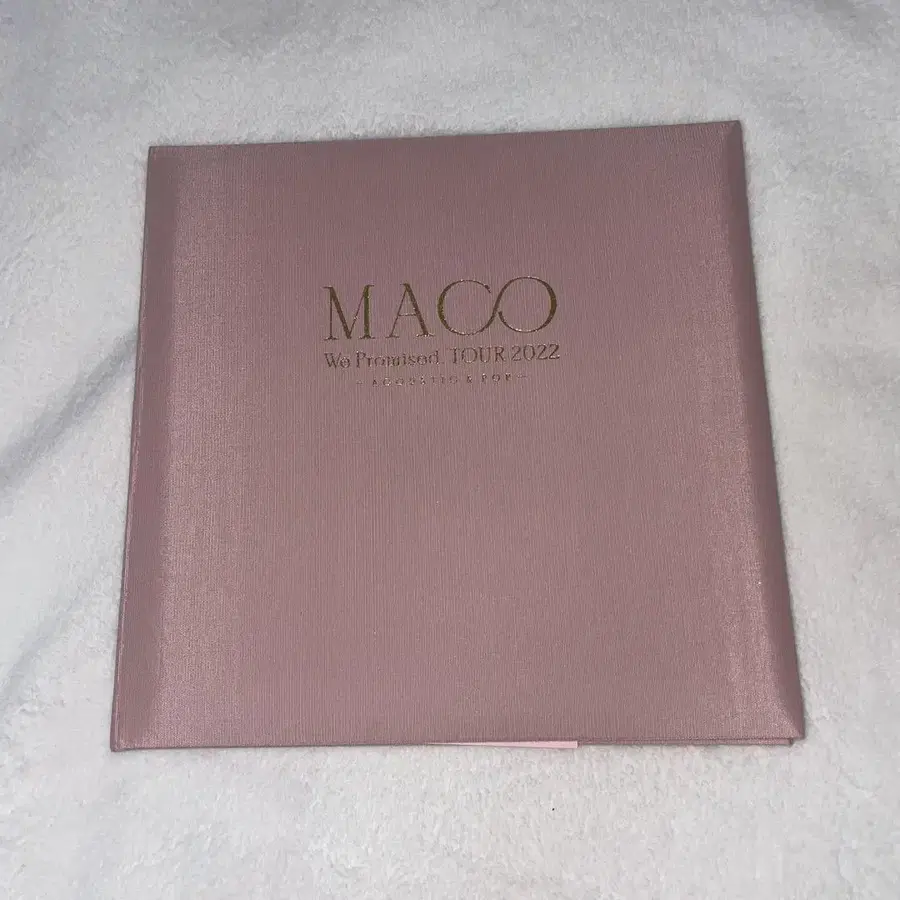 MACO
We Promised. TOUR 2022
— ACOUSTIC & POP —